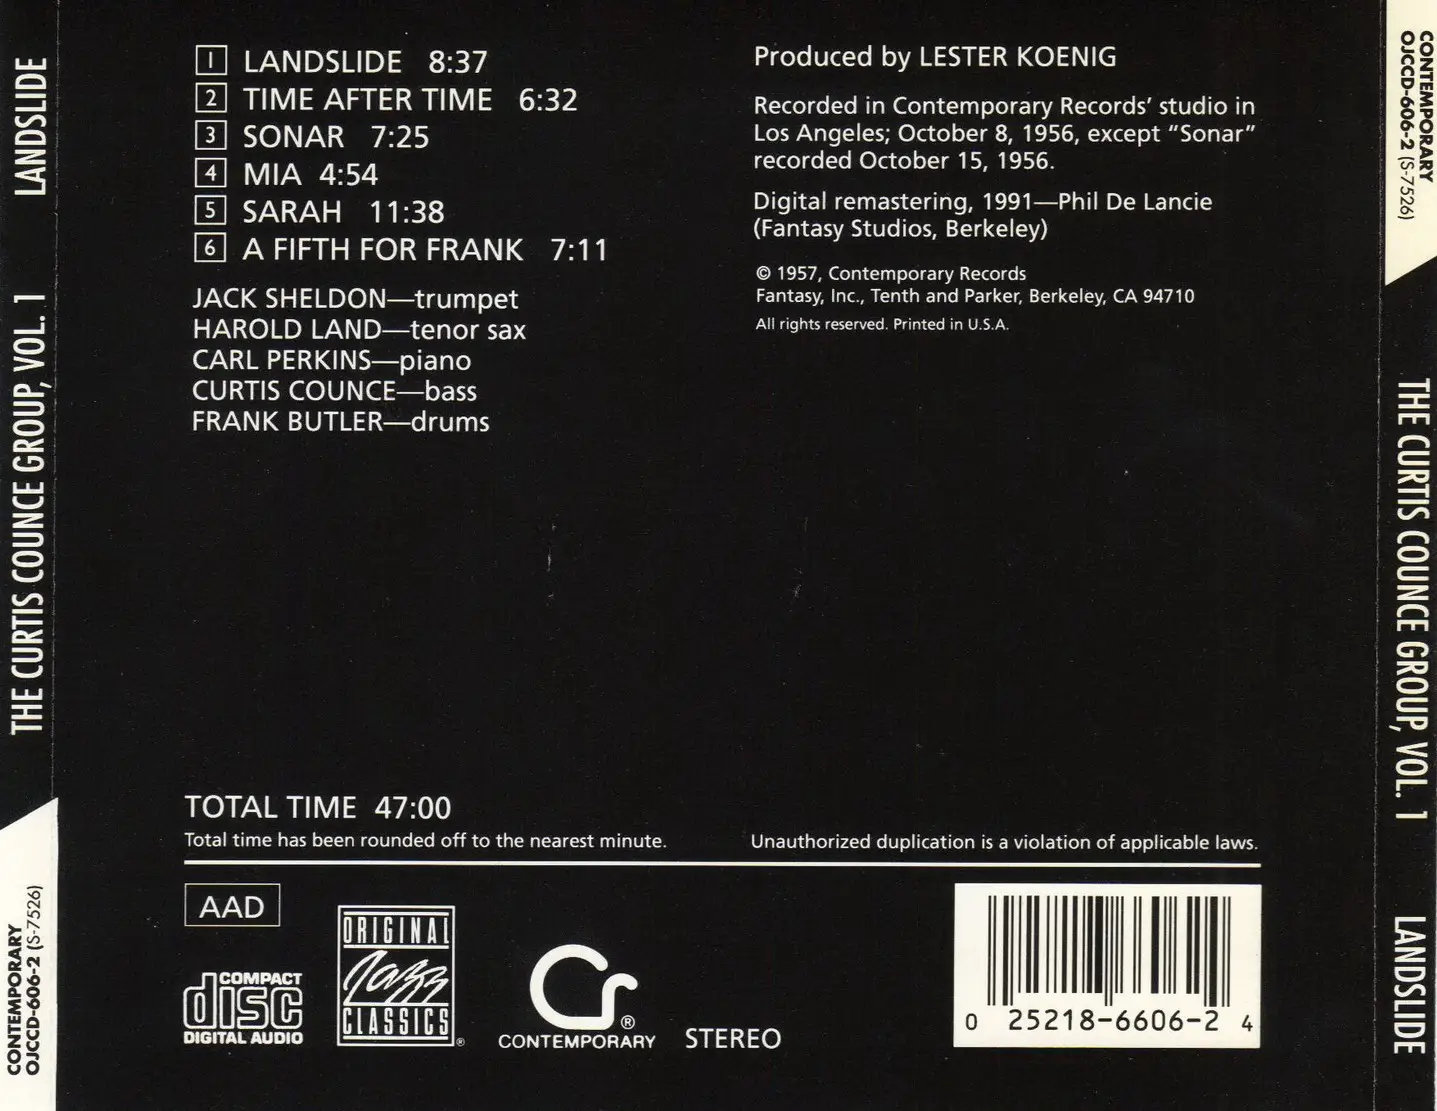 THE CURTIS COUNCE GROUP, VOL. 1 LANDSLIDE
CONTEMPORARY
OJCCD-606-2 (S-7526)
1 LANDSLIDE 8:37
2 TIME AFTER TIME 6:32
3 SONAR 7:25
4 MIA 4:54
5 SARAH 11:38
6 A FIFTH FOR FRANK 7:11
JACK SHELDON—trumpet
HAROLD LAND—tenor sax
CARL PERKINS—piano
CURTIS COUNCE—bass
FRANK BUTLER—drums
Produced by LESTER KOENIG
Recorded in Contemporary Records' studio in
Los Angeles; October 8, 1956, except "Sonar"
recorded October 15, 1956.
Digital remastering, 1991—Phil De Lancie
(Fantasy Studios, Berkeley)
© 1957, Contemporary Records
Fantasy, Inc., Tenth and Parker, Berkeley, CA 94710
All rights reserved. Printed in U.S.A.
TOTAL TIME 47:00
Total time has been rounded off to the nearest minute.
Unauthorized duplication is a violation of applicable laws.
AAD
COMPACT
disc
DIGITAL AUDIO
ORIGINAL
Jazz
CLASSICS
®
®
CONTEMPORARY
STEREO
0 25218-6606-2 4
CONTEMPORARY
OJCCD-606-2 (S-7526)
THE CURTIS COUNCE GROUP, VOL. 1 LANDSLIDE